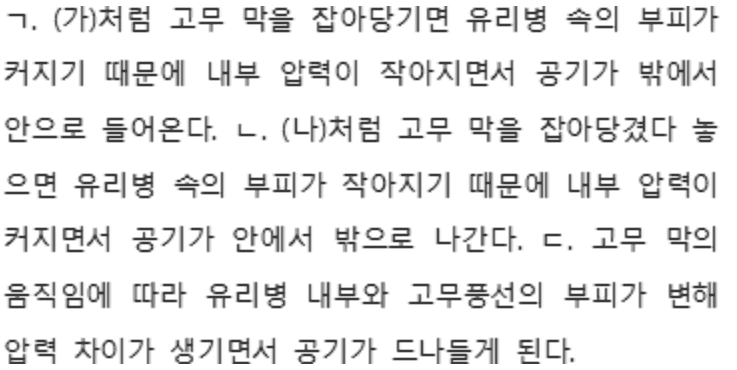 ㄱ. (가)처럼 고무 막을 잡아당기면 유리병 속의 부피가
커지기 때문에 내부 압력이 작아지면서 공기가 밖에서
안으로 들어온다. ㄴ. (나)처럼 고무 막을 잡아당겼다 놓
으면 유리병 속의 부피가 작아지기 때문에 내부 압력이
커지면서 공기가 안에서 밖으로 나간다. ㄷ. 고무 막의
움직임에 따라 유리병 내부와 고무풍선의 부피가 변해
압력 차이가 생기면서 공기가 드나들게 된다.